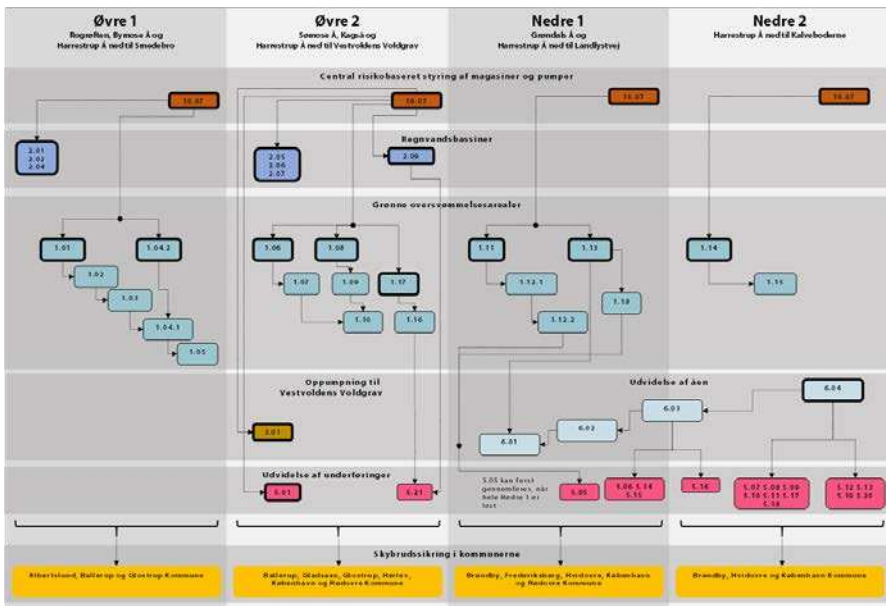 Øvre 1
Øvre 2
Nedre 1
Nedre 2
Bymose Å og
Harrestrup Å ned til Smedebro
Sømose Å, Kagså og
Harrestrup Å ned til Vestvoldens Voldgrav
Grøndals Å og
Harrestrup Å ned til Landlystvej
Harrestrup Å ned til Kalveboderne
Central risikobaseret styring af magasiner og pumper
10.07
10.07
10.07
10.07
Regnvandsbassiner
2.01
2.02
2.04
2.05
2.06
2.07
2.09
Grønne oversvømmelsesarealer
1.01
1.04.2
1.06
1.08
1.11
1.13
1.14
1.02
1.07
1.09
1.17
1.12.1
1.15
1.03
1.18
1.04.1
1.10
1.16
1.12.2
1.05
Oppumpning til
Vestvoldens Voldgrav
Udvidelse af åen
6.04
6.03
6.02
3.01
6.01
Udvidelse af underføringer
5.05 kan først
gennemføres, når
hele Nedre 1 er
løst
5.01
5.21
5.05
5.06 5.14
5.15
5.16
5.07 5.08 5.09
5.10 5.11 5.17
5.12 5.13
Skybrudssikring i kommunerne
Albertslund, Ballerup og Glostrup Kommune
Ballerup, Gladsaxe, Glostrup, Herlev,
København og Rødovre Kommune
Brøndby, Frederiksberg, Hvidovre, København
og Rødovre Kommune
Brøndby, Hvidovre og København Kommune